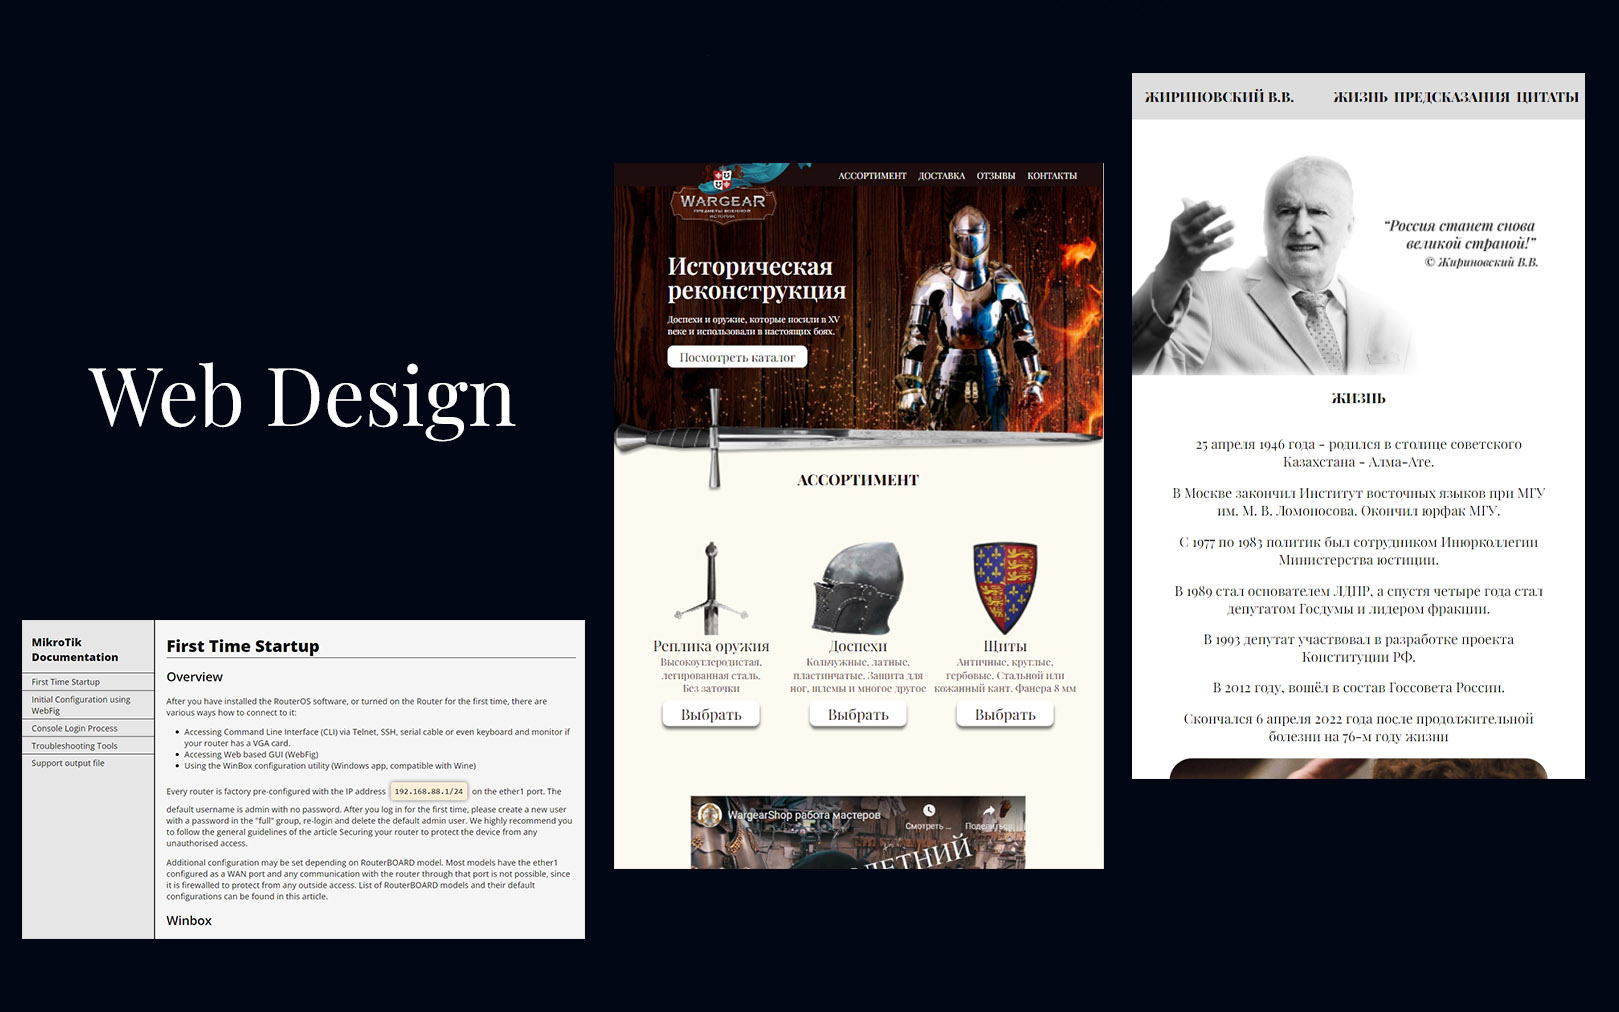 Web Design
MikroTik
Documentation
First Time Startup
Initial Configuration using
WebFig
Console Login Process
Troubleshooting Tools
Support output file
First Time Startup
Overview
After you have installed the RouterOS software, or turned on the Router for the first time, there are
various ways how to connect to it:
Accessing Command Line Interface (CLI) via Telnet, SSH, serial cable or even keyboard and monitor if
your router has a VGA card.
Accessing Web based GUI (WebFig)
Using the WinBox configuration utility (Windows app, compatible with Wine)
Every router is factory pre-configured with the IP address 192.168.88.1/24 on the ether1 port. The
default username is admin with no password. After you log in for the first time, please create a new user
with a password in the "full" group, re-login and delete the default admin user. We highly recommend you
to follow the general guidelines of the article Securing your router to protect the device from any
unauthorised access.
Additional configuration may be set depending on RouterBOARD model. Most models have the ether1
configured as a WAN port and any communication with the router through that port is not possible, since
it is firewalled to protect from any outside access. List of RouterBOARD models and their default
configurations can be found in this article.
Winbox
WARGEAR
ПРЕДМЕТЫ ВОЕННОЙ
ИСТОРИИ
АССОРТИМЕНТ ДОСТАВКА ОТЗЫВЫ КОНТАКТЫ
Историческая
реконструкция
Доспехи и оружие, которые носили в XV
веке и использовали в настоящих боях.
Посмотреть каталог
АССОРТИМЕНТ
Реплика оружия
Высокоуглеродистая,
легированная сталь.
Без заточки
Выбрать
Доспехи
Кольчужные, латные,
пластинчатые. Защита для
ног, шлемы и многое другое
Выбрать
Щиты
Античные, круглые,
гербовые. Стальной или
кожанный кант. Фанера 8 мм
Выбрать
WargearShop работа мастеров
Смотреть ...
Поделиться
ЛЕТНИЙ
ЖИРИНОВСКИЙ В.В. ЖИЗНЬ ПРЕДСКАЗАНИЯ ЦИТАТЫ
“Россия станет снова
великой страной!”
© Жириновский В.В.
ЖИЗНЬ
25 апреля 1946 года - родился в столице советского
Казахстана - Алма-Ате.
В Москве закончил Институт восточных языков при МГУ
им. М. В. Ломоносова. Окончил юрфак МГУ.
С 1977 по 1983 политик был сотрудником Инюрколлегии
Министерства юстиции.
В 1989 стал основателем ЛДПР, а спустя четыре года стал
депутатом Госдумы и лидером фракции.
В 1993 депутат участвовал в разработке проекта
Конституции РФ.
В 2012 году, вошёл в состав Госсовета России.
Скончался 6 апреля 2022 года после продолжительной
болезни на 76-м году жизни